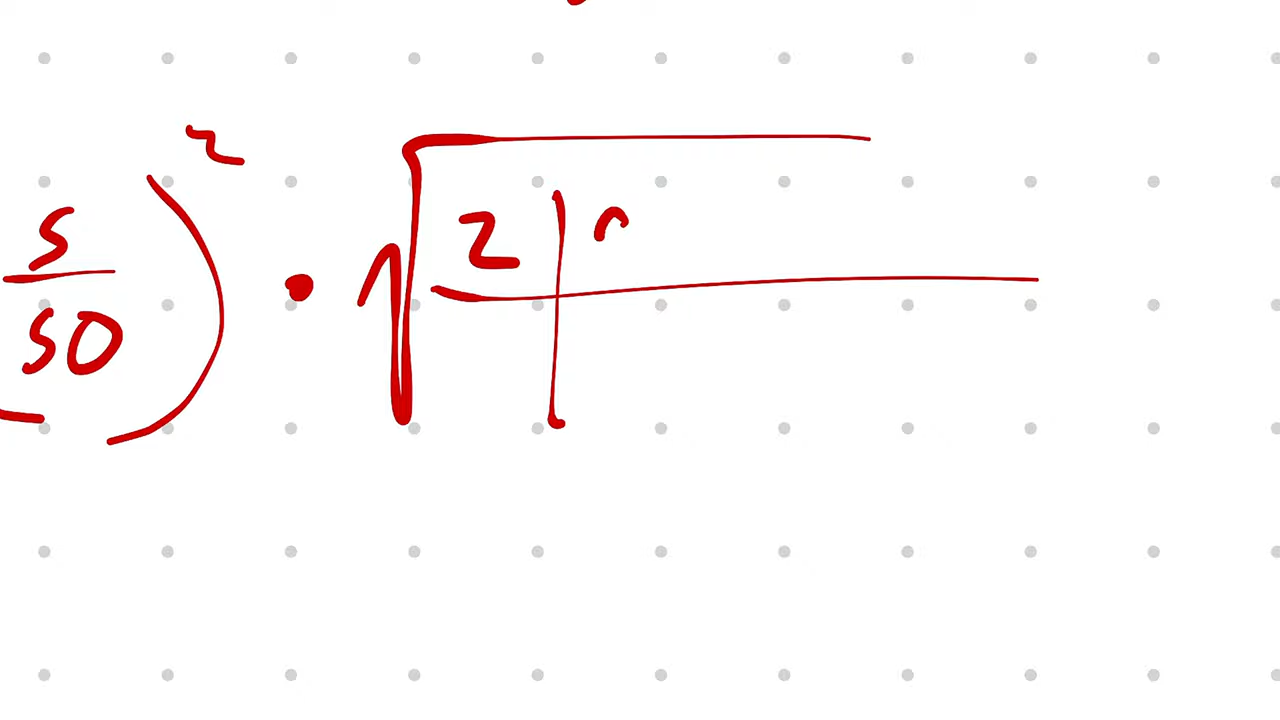 (5/50)² · √(2|